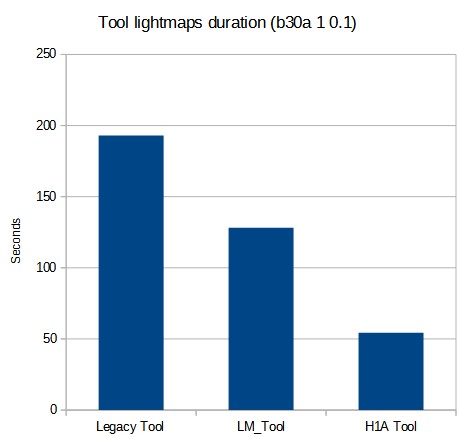 Tool lightmaps duration (b30a 1 0.1)
250
200
150
100
50
0
Seconds
Legacy Tool
LM_Tool
H1A Tool